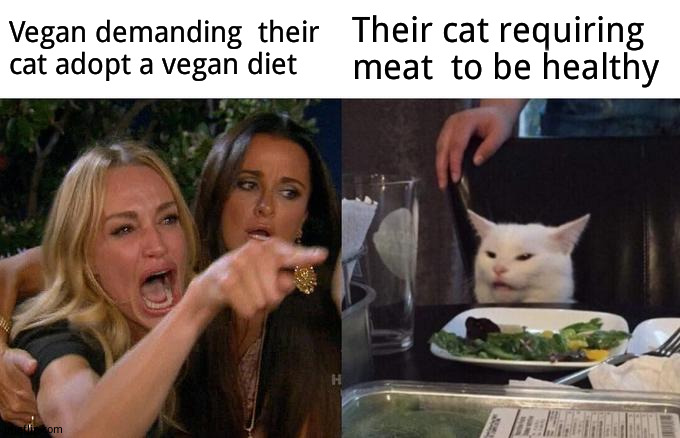 Vegan demanding their
cat adopt a vegan diet
Their cat requiring
meat to be healthy